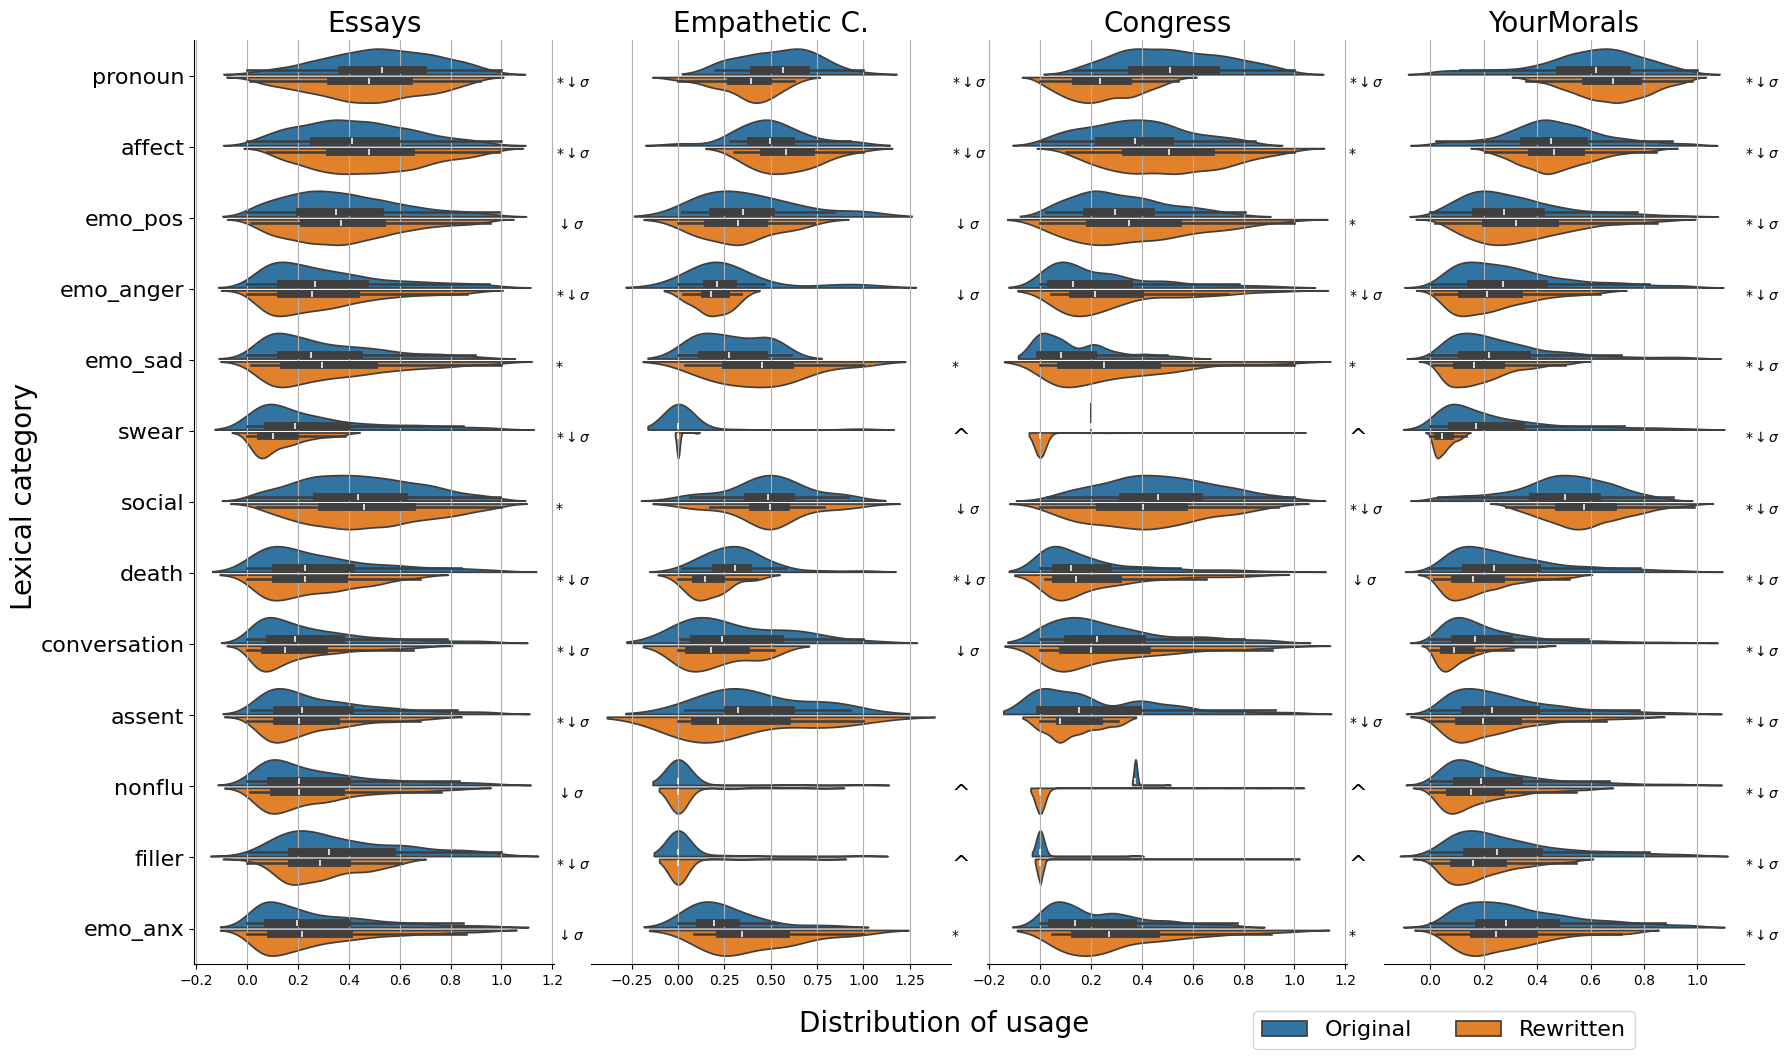 Essays Empathetic C. Congress YourMorals
Lexical category
pronoun *↓σ *↓σ *↓σ *↓σ
affect *↓σ *↓σ * *↓σ
emo_pos ↓σ ↓σ * *↓σ
emo_anger *↓σ ↓σ *↓σ *↓σ
emo_sad * * * *↓σ
swear *↓σ ^ ^ *↓σ
social * ↓σ *↓σ *↓σ
death *↓σ *↓σ ↓σ *↓σ
conversation *↓σ ↓σ *↓σ
assent *↓σ *↓σ *↓σ
nonflu ↓σ ^ ^ *↓σ
filler *↓σ ^ ^ *↓σ
emo_anx ↓σ * * *↓σ
−0.2 0.0 0.2 0.4 0.6 0.8 1.0 1.2 −0.25 0.00 0.25 0.50 0.75 1.00 1.25 −0.2 0.0 0.2 0.4 0.6 0.8 1.0 1.2 0.0 0.2 0.4 0.6 0.8 1.0
Distribution of usage
Original Rewritten